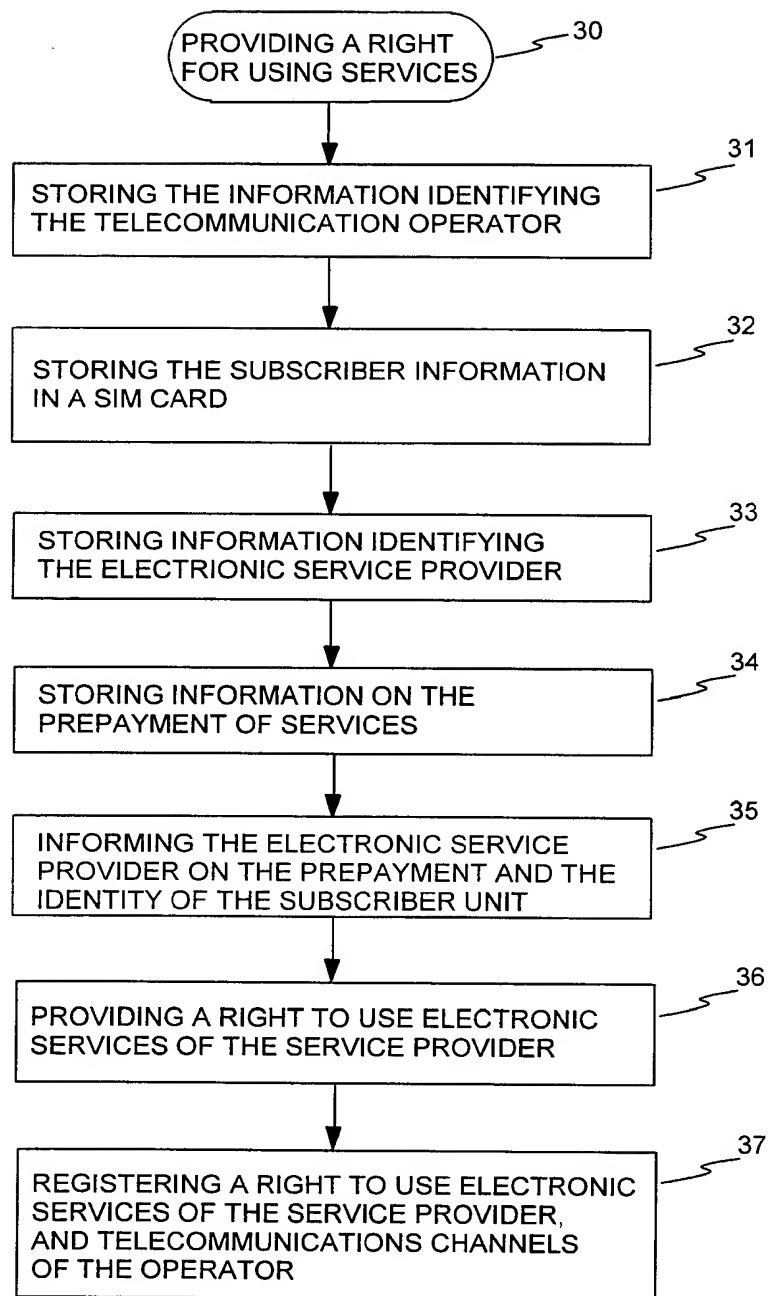 PROVIDING A RIGHT
FOR USING SERVICES
30
31
STORING THE INFORMATION IDENTIFYING
THE TELECOMMUNICATION OPERATOR
32
STORING THE SUBSCRIBER INFORMATION
IN A SIM CARD
33
STORING INFORMATION IDENTIFYING
THE ELECTRIONIC SERVICE PROVIDER
34
STORING INFORMATION ON THE
PREPAYMENT OF SERVICES
35
INFORMING THE ELECTRONIC SERVICE
PROVIDER ON THE PREPAYMENT AND THE
IDENTITY OF THE SUBSCRIBER UNIT
36
PROVIDING A RIGHT TO USE ELECTRONIC
SERVICES OF THE SERVICE PROVIDER
37
REGISTERING A RIGHT TO USE ELECTRONIC
SERVICES OF THE SERVICE PROVIDER,
AND TELECOMMUNICATIONS CHANNELS
OF THE OPERATOR